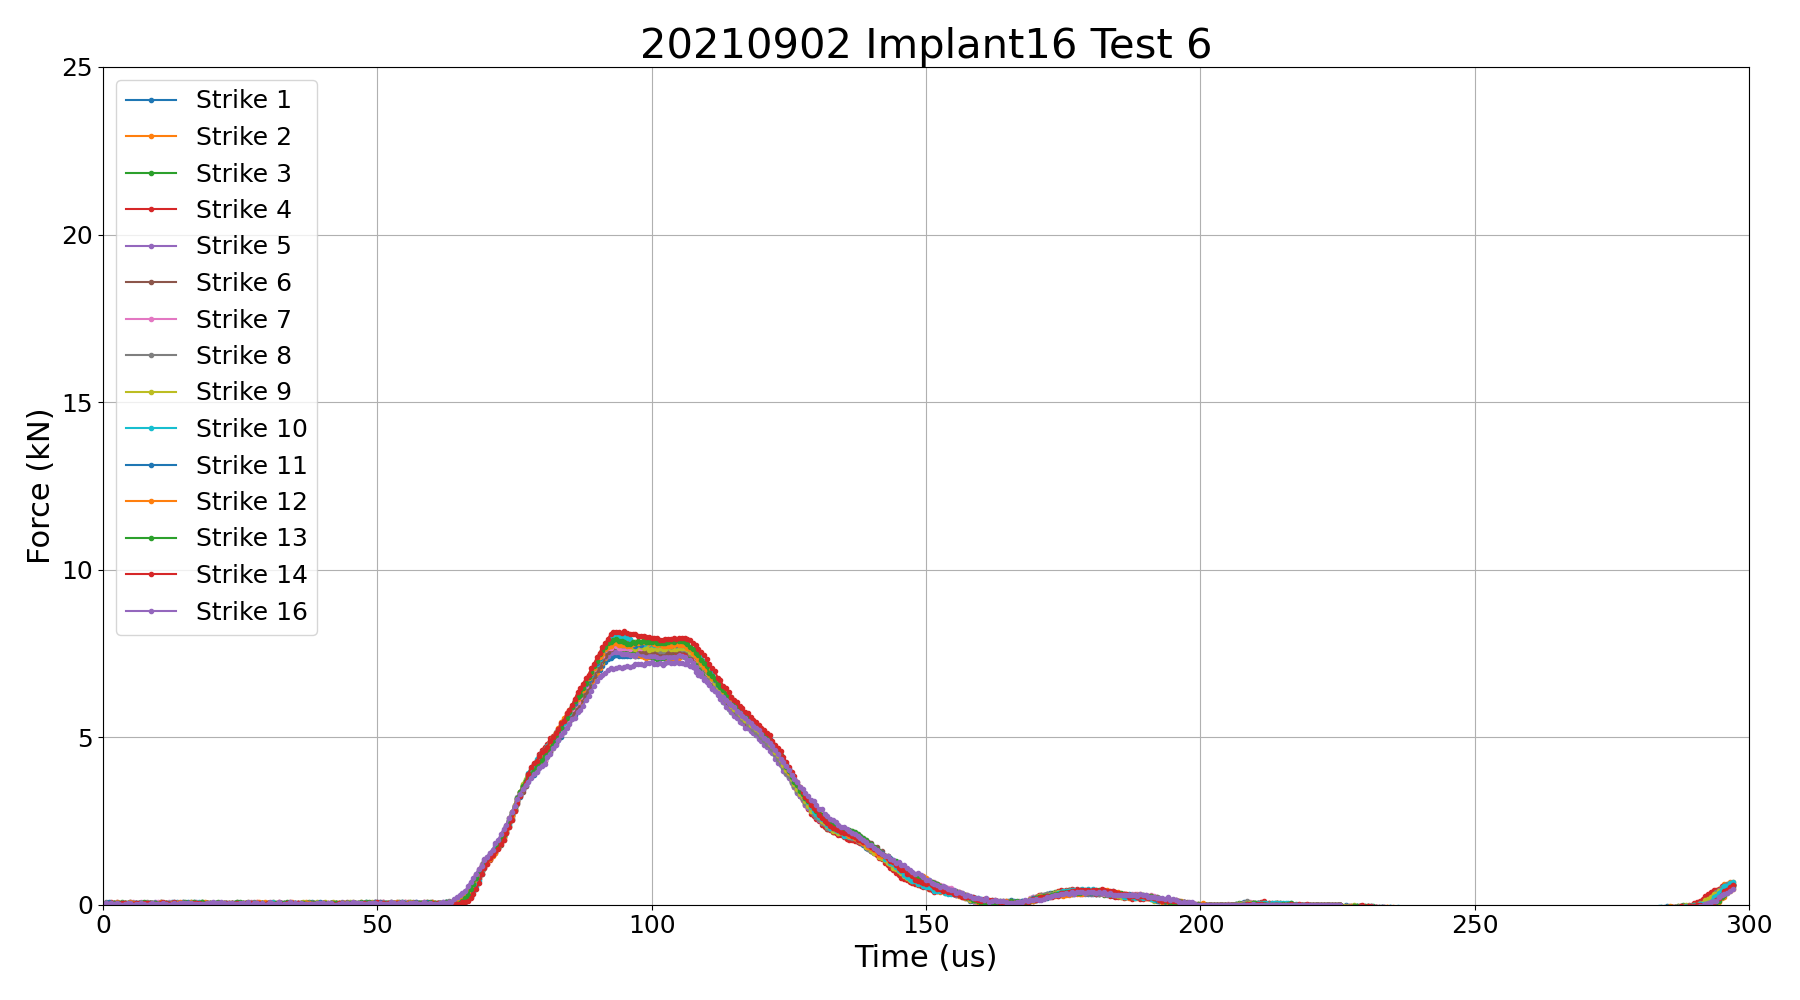 20210902 Implant16 Test 6
25
20
15
10
5
0
Force (kN)
Strike 1
Strike 2
Strike 3
Strike 4
Strike 5
Strike 6
Strike 7
Strike 8
Strike 9
Strike 10
Strike 11
Strike 12
Strike 13
Strike 14
Strike 16
0 50 100 150 200 250 300
Time (us)